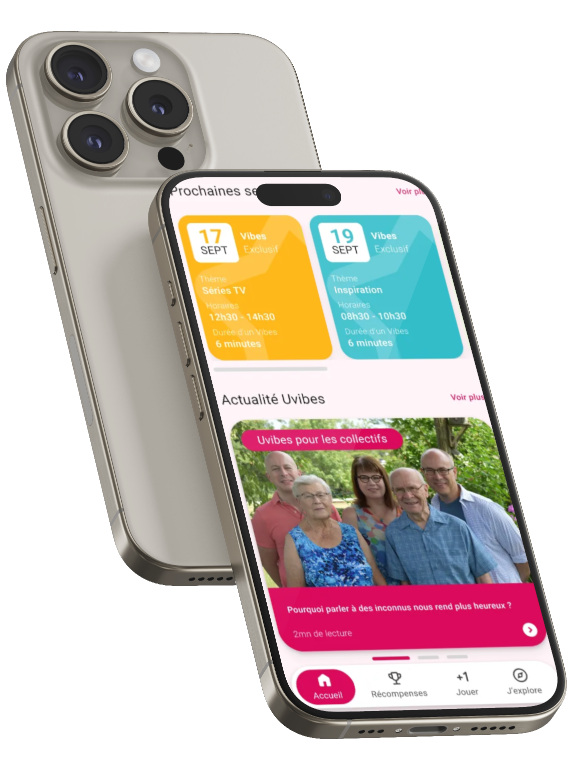 Prochaines se
Voir pl
17
SEPT
Vibes
Exclusif
Thème
Séries TV
Horaires
12h30 - 14h30
Durée d'un Vibes
6 minutes
19
SEPT
Vibes
Exclusif
Thème
Inspiration
Horaires
08h30 - 10h30
Durée d'un Vibes
6 minutes
Actualité Uvibes
Voir plus
Uvibes pour les collectifs
Pourquoi parler à des inconnus nous rend plus heureux ?
2mn de lecture
Accueil
Récompenses
+1
Jouer
J'explore